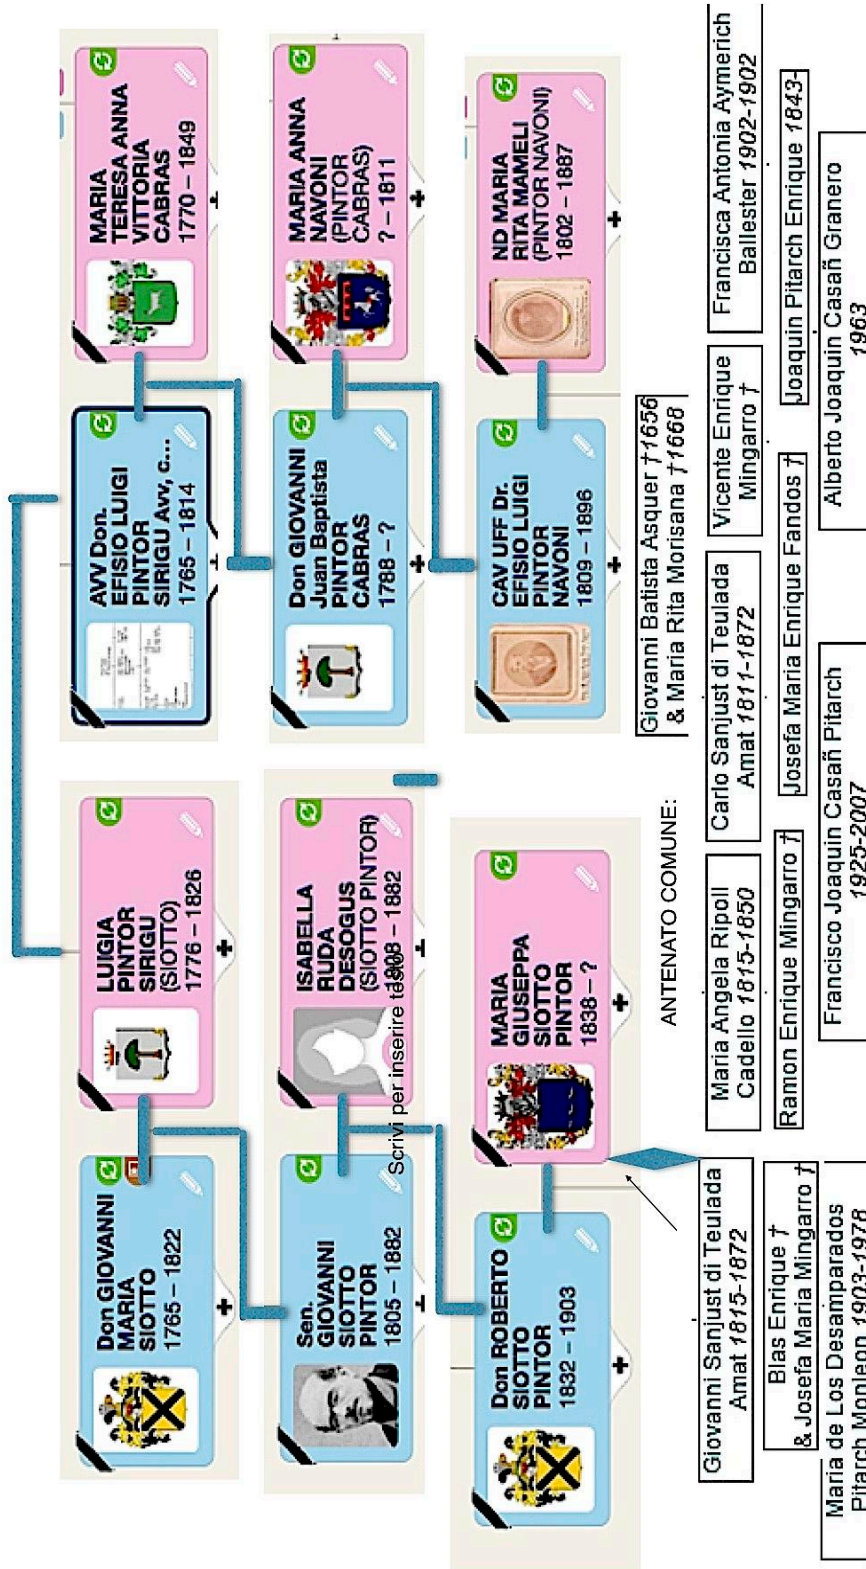 Don GIOVANNI
MARIA
SIOTTO
1765 – 1822
LUIGIA
PINTOR
SIRIGU
(SIOTTO)
1776 – 1826
AVV Don.
EFISIO LUIGI
PINTOR
SIRIGU Avv, c...
1765 – 1814
MARIA
TERESA ANNA
VITTORIA
CABRAS
1770 – 1849
Sen.
GIOVANNI
SIOTTO
PINTOR
1805 – 1882
ISABELLA
RUDA
DESOGUS
(SIOTTO PINTOR)
1808 – 1882
Scrivi per inserire testo
Don GIOVANNI
Juan Baptista
PINTOR
CABRAS
1788 – ?
MARIA ANNA
NAVONI
(PINTOR
CABRAS)
? – 1811
Don ROBERTO
SIOTTO
PINTOR
1832 – 1903
MARIA
GIUSEPPA
SIOTTO
PINTOR
1838 – ?
CAV UFF Dr.
EFISIO LUIGI
PINTOR
NAVONI
1809 – 1896
ND MARIA
RITA MAMELI
(PINTOR NAVONI)
1802 – 1887
ANTENATO COMUNE:
Giovanni Batista Asquer †1656
& Maria Rita Morisana †1668
Giovanni Sanjust di Teulada
Amat 1815-1872
Maria Angela Ripoll
Cadello 1815-1850
Carlo Sanjust di Teulada
Amat 1811-1872
Vicente Enrique
Mingarro †
Francisca Antonia Aymerich
Ballester 1902-1902
Blas Enrique †
& Josefa Maria Mingarro †
Ramon Enrique Mingarro †
Josefa Maria Enrique Fandos †
Joaquin Pitarch Enrique 1843-
Maria de Los Desamparados
Pitarch Monleon 1903-1978
Francisco Joaquin Casañ Pitarch
1925-2007
Alberto Joaquin Casañ Granero
1963